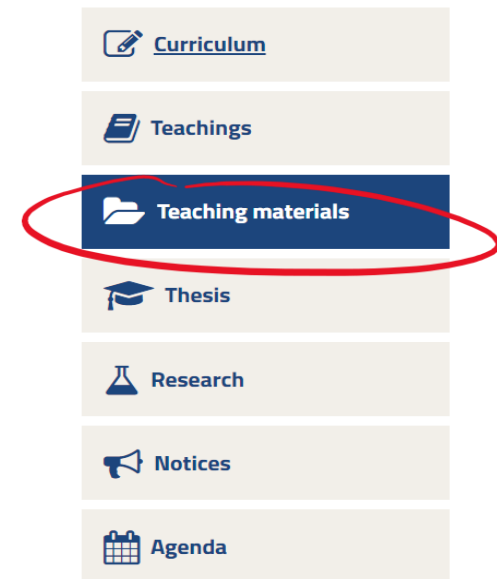 Curriculum
Teachings
Teaching materials
Thesis
Research
Notices
Agenda